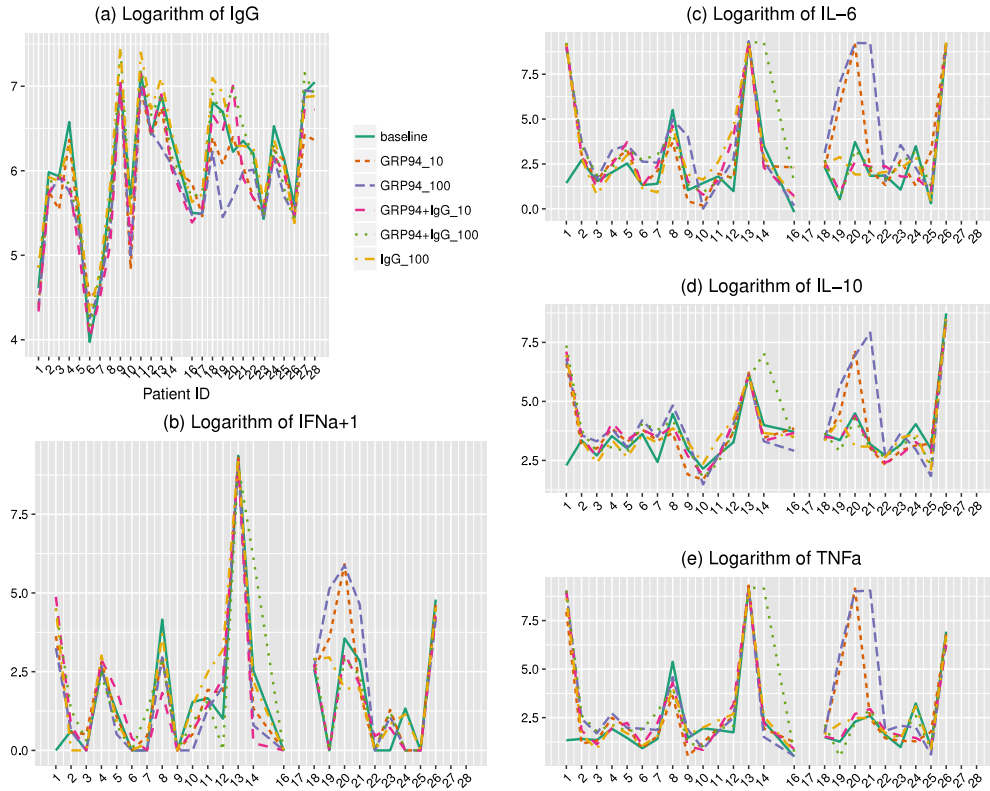 (a) Logarithm of IgG
7
6
5
4
1 2 3 4 5 6 7 8 9 10 11 12 13 14 16 17 18 19 20 21 22 23 24 25 26 27 28
Patient ID
baseline
GRP94_10
GRP94_100
GRP94+IgG_10
GRP94+IgG_100
IgG_100
(b) Logarithm of IFNa+1
7.5
5.0
2.5
0.0
1 2 3 4 5 6 7 8 9 10 11 12 13 14 16 18 19 20 21 22 23 24 25 26 27 28
(c) Logarithm of IL−6
7.5
5.0
2.5
0.0
1 2 3 4 5 6 7 8 9 10 11 12 13 14 16 18 19 20 21 22 23 24 25 26 27 28
(d) Logarithm of IL−10
7.5
5.0
2.5
1 2 3 4 5 6 7 8 9 10 11 12 13 14 16 18 19 20 21 22 23 24 25 26 27 28
(e) Logarithm of TNFa
7.5
5.0
2.5
1 2 3 4 5 6 7 8 9 10 11 12 13 14 16 18 19 20 21 22 23 24 25 26 27 28